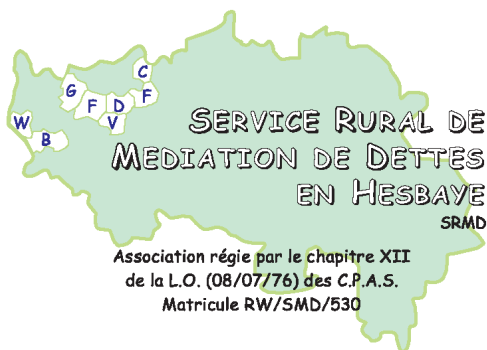 C
G
F
D
F
W
V
B
SERVICE RURAL DE
MEDIATION DE DETTES
EN HESBAYE
SRMD
Association régie par le chapitre XII
de la L.O. (08/07/76) des C.P.A.S.
Matricule RW/SMD/530